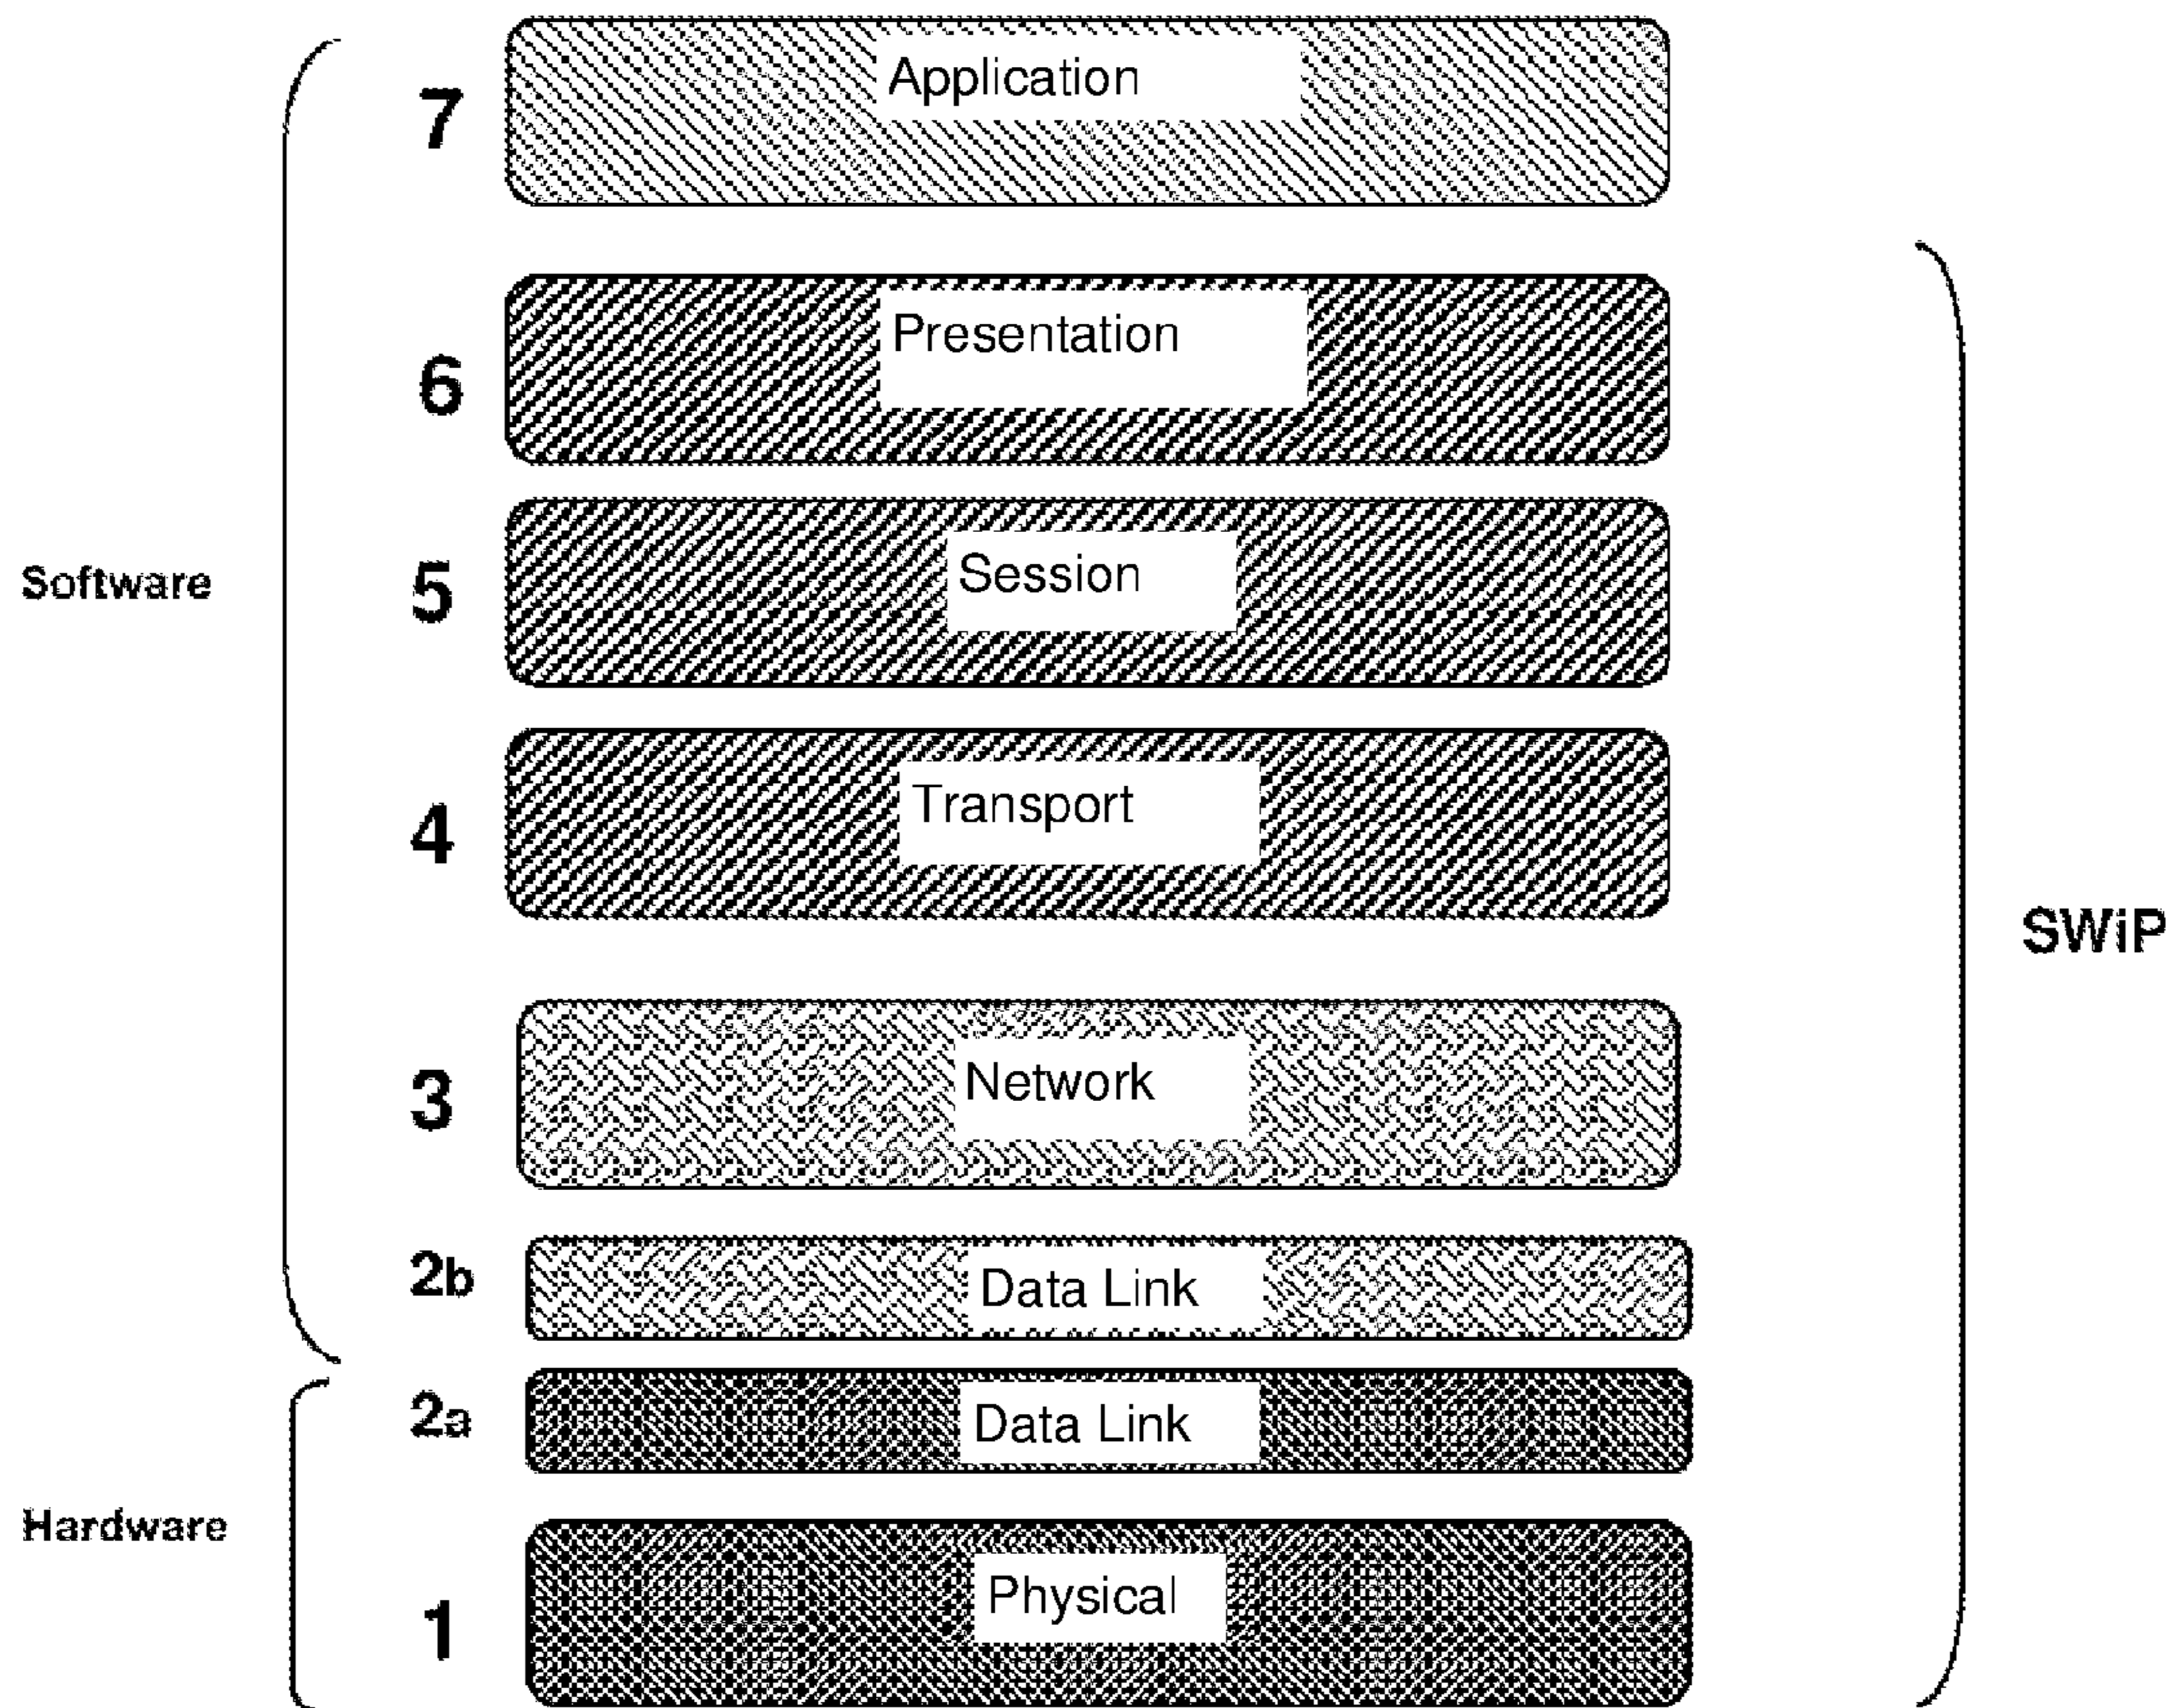 7 Application
6 Presentation
Software
5 Session
4 Transport
SWiP
3 Network
2b Data Link
2a Data Link
Hardware
1 Physical